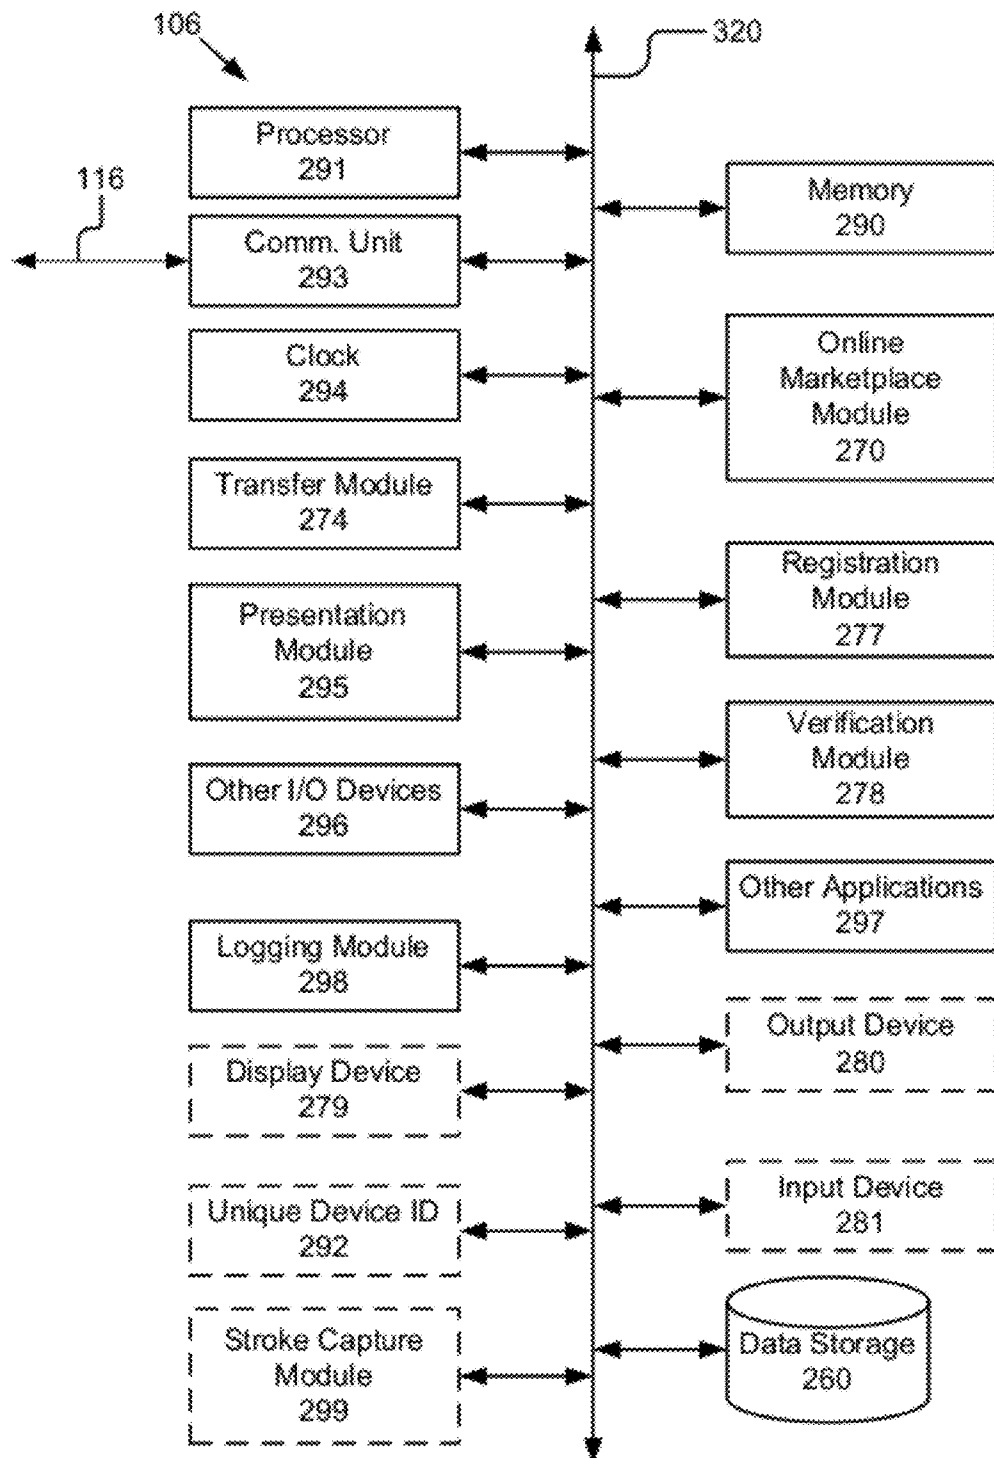 106
320
116
Processor
291
Comm. Unit
293
Clock
294
Transfer Module
274
Presentation
Module
295
Other I/O Devices
296
Logging Module
298
Display Device
279
Unique Device ID
292
Stroke Capture
Module
299
Memory
290
Online
Marketplace
Module
270
Registration
Module
277
Verification
Module
278
Other Applications
297
Output Device
280
Input Device
281
Data Storage
260